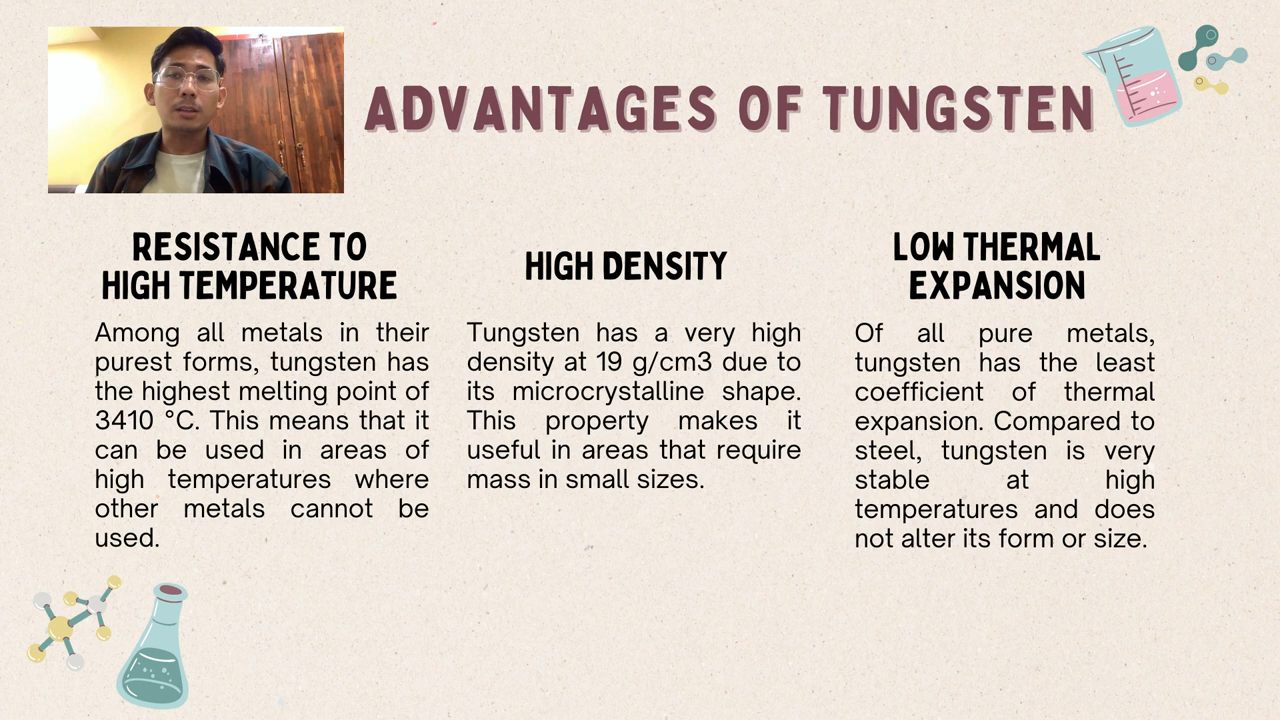 ADVANTAGES OF TUNGSTEN
RESISTANCE TO
HIGH TEMPERATURE
Among all metals in their
purest forms, tungsten has
the highest melting point of
3410 °C. This means that it
can be used in areas of
high temperatures where
other metals cannot be
used.
HIGH DENSITY
Tungsten has a very high
density at 19 g/cm3 due to
its microcrystalline shape.
This property makes it
useful in areas that require
mass in small sizes.
LOW THERMAL
EXPANSION
Of all pure metals,
tungsten has the least
coefficient of thermal
expansion. Compared to
steel, tungsten is very
stable at high
temperatures and does
not alter its form or size.